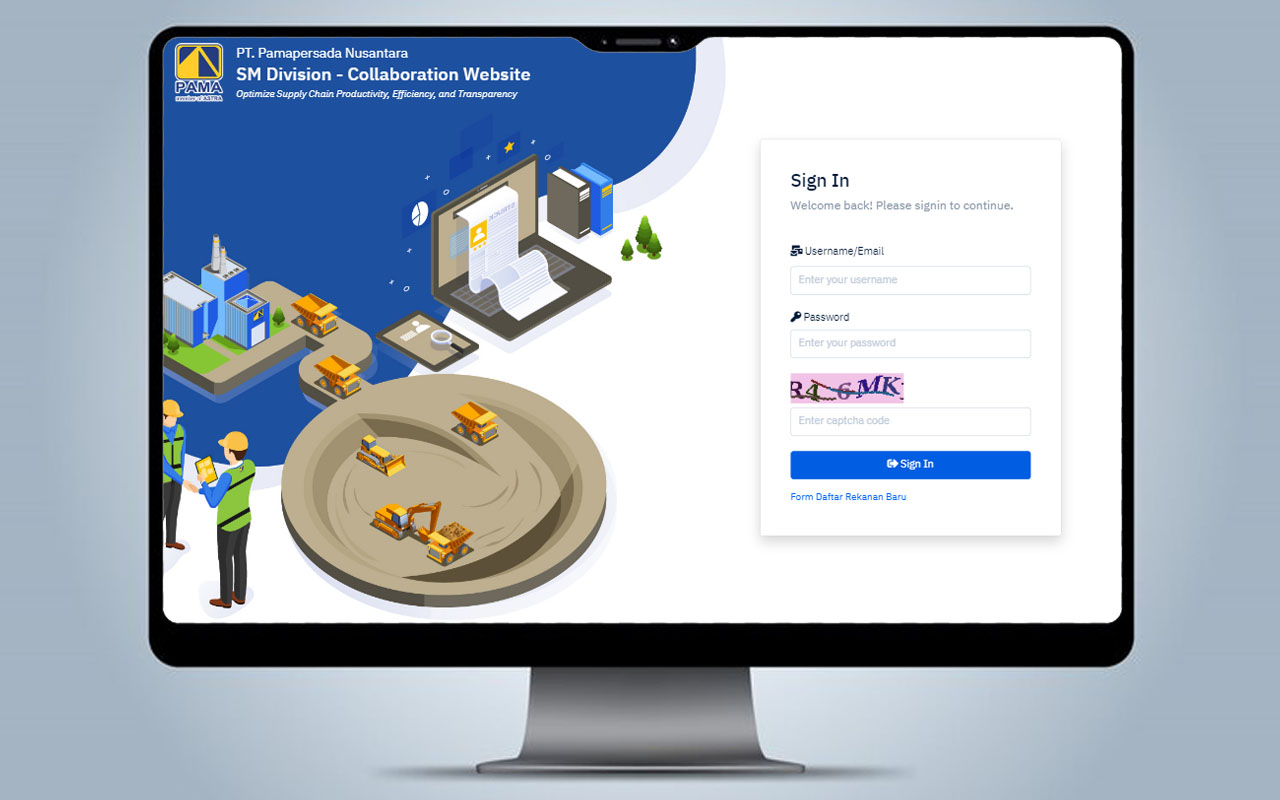 PAMA
member of ASTRA
PT. Pamapersada Nusantara
SM Division - Collaboration Website
Optimize Supply Chain Productivity, Efficiency, and Transparency
Sign In
Welcome back! Please signin to continue.
Username/Email
Enter your username
Password
Enter your password
Enter captcha code
Sign In
Form Daftar Rekanan Baru